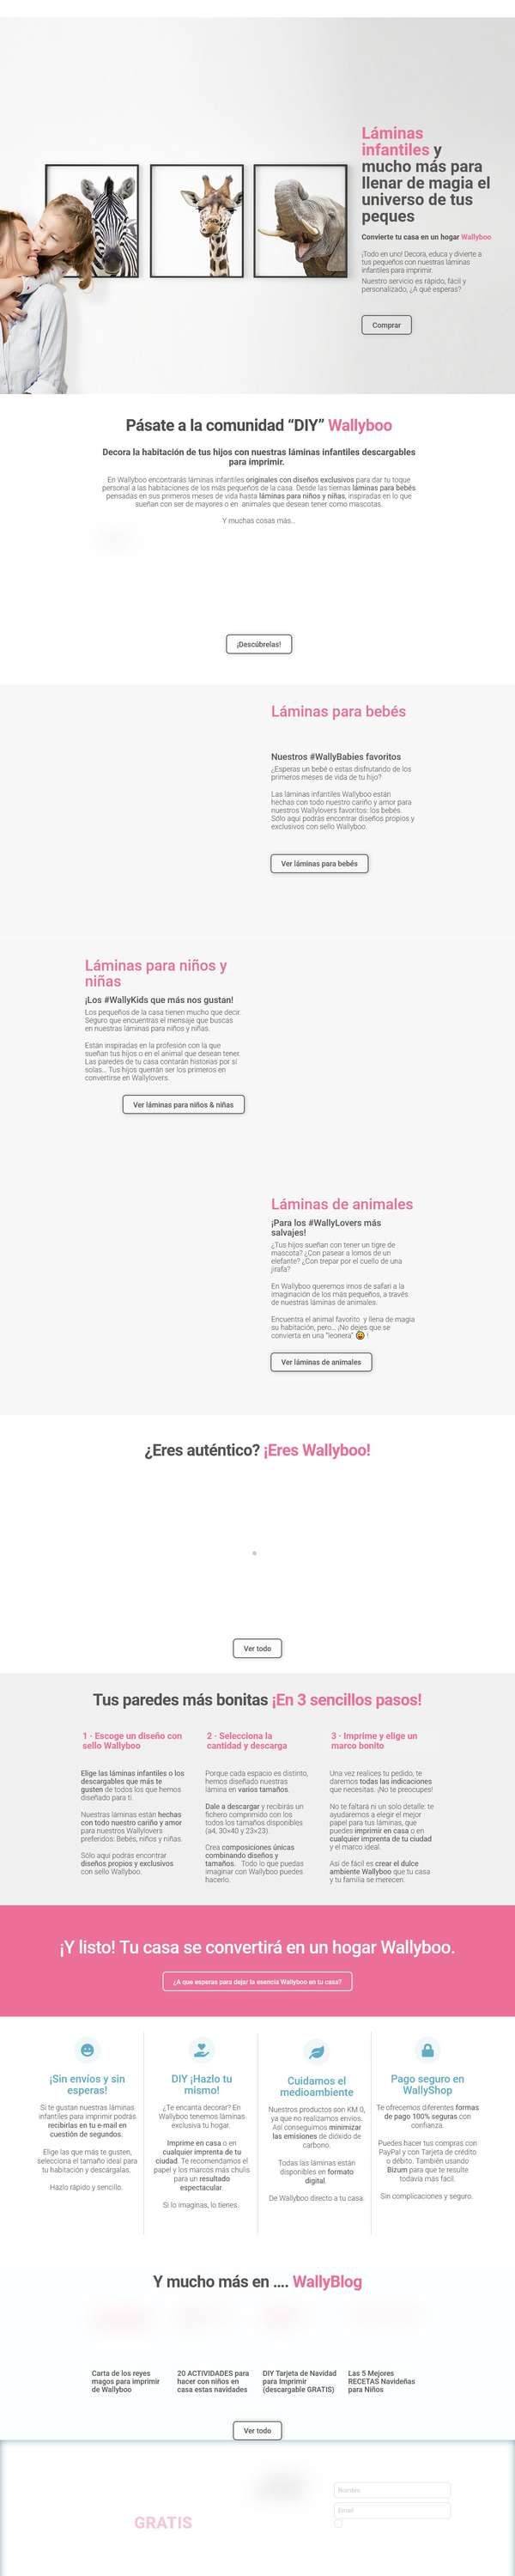 Láminas
infantiles y
mucho más para
llenar de magia el
universo de tus
peques
Convierte tu casa en un hogar Wallyboo
¡Todo en uno! Decora, educa y divierte a
tus pequeños con nuestras láminas
infantiles para imprimir.
Nuestro servicio es rápido, fácil y
personalizado, ¿A qué esperas?
Comprar
Pásate a la comunidad “DIY” Wallyboo
Decora la habitación de tus hijos con nuestras láminas infantiles descargables
para imprimir.
En Wallyboo encontrarás láminas infantiles originales con diseños exclusivos para dar tu toque
personal a las habitaciones de los más pequeños de la casa. Desde las tiernas láminas para bebés
pensadas en sus primeros meses de vida hasta láminas para niños y niñas, inspiradas en lo que
sueñan con ser de mayores o en animales que desean tener como mascotas.
Y muchas cosas más…
¡Descúbrelas!
Láminas para bebés
Nuestros #WallyBabies favoritos
¿Esperas un bebé o estas disfrutando de los
primeros meses de vida de tu hijo?
Las láminas infantiles Wallyboo están
hechas con todo nuestro cariño y amor para
nuestros Wallylovers favoritos: los bebés.
Sólo aquí podrás encontrar diseños propios y
exclusivos con sello Wallyboo.
Ver láminas para bebés
Láminas para niños y
niñas
¡Los #WallyKids que más nos gustan!
Los pequeños de la casa tienen mucho que decir.
Seguro que encuentras el mensaje que buscas
en nuestras láminas para niños y niñas.
Están inspiradas en la profesión con la que
sueñan tus hijos o en el animal que desean tener.
Las paredes de tu casa contarán historias por sí
solas… Tus hijos querrán ser los primeros en
convertirse en Wallylovers.
Ver láminas para niños & niñas
Láminas de animales
¡Para los #WallyLovers más
salvajes!
¿Tus hijos sueñan con tener un tigre de
mascota? ¿Con pasear a lomos de un
elefante? ¿Con trepar por el cuello de una
jirafa?
En Wallyboo queremos irnos de safari a la
imaginación de los más pequeños, a través
de nuestras láminas de animales.
Encuentra el animal favorito y llena de magia
su habitación, pero… ¡No dejes que se
convierta en una “leonera” 😛 !
Ver láminas de animales
¿Eres auténtico? ¡Eres Wallyboo!
Ver todo
Tus paredes más bonitas ¡En 3 sencillos pasos!
1 - Escoge un diseño con
sello Wallyboo
Elige las láminas infantiles o los
descargables que más te
gusten de todos los que hemos
diseñado para ti.
Nuestras láminas están hechas
con todo nuestro cariño y amor
para nuestros Wallylovers
preferidos: Bebés, niños y niñas.
Sólo aquí podrás encontrar
diseños propios y exclusivos
con sello Wallyboo.
2 - Selecciona la
cantidad y descarga
Porque cada espacio es distinto,
hemos diseñado nuestras
lámina en varios tamaños.
Dale a descargar y recibirás un
fichero comprimido con los
todos los tamaños disponibles
(a4, 30×40 y 23×23).
Crea composiciones únicas
combinando diseños y
tamaños. Todo lo que puedas
imaginar con Wallyboo puedes
hacerlo.
3 - Imprime y elige un
marco bonito
Una vez realices tu pedido, te
daremos todas las indicaciones
que necesitas. ¡No te preocupes!
No te faltará ni un solo detalle: te
ayudaremos a elegir el mejor
papel para tus láminas, que
puedes imprimir en casa o en
cualquier imprenta de tu ciudad
y el marco ideal.
Así de fácil es crear el dulce
ambiente Wallyboo que tu casa
y tu familia se merecen.
¡Y listo! Tu casa se convertirá en un hogar Wallyboo.
¿A que esperas para dejar la esencia Wallyboo en tu casa?
¡Sin envíos y sin
esperas!
Si te gustan nuestras láminas
infantiles para imprimir podrás
recibirlas en tu e-mail en
cuestión de segundos.
Elige las que más te gusten,
selecciona el tamaño ideal para
tu habitación y descárgalas.
Hazlo rápido y sencillo.
DIY ¡Hazlo tu
mismo!
¿Te encanta decorar? En
Wallyboo tenemos láminas
exclusiva tu hogar.
Imprime en casa o en
cualquier imprenta de tu
ciudad. Te recomendamos el
papel y los marcos más chulis
para un resultado
espectacular.
Si lo imaginas, lo tienes.
Cuidamos el
medioambiente
Nuestros productos son KM 0,
ya que no realizamos envíos.
Así conseguimos minimizar
las emisiones de dióxido de
carbono.
Todas las láminas están
disponibles en formato
digital.
De Wallyboo directo a tu casa.
Pago seguro en
WallyShop
Te ofrecemos diferentes formas
de pago 100% seguras con
confianza.
Puedes hacer tus compras con
PayPal y con Tarjeta de crédito
o débito. También usando
Bizum para que te resulte
todavía más fácil.
Sin complicaciones y seguro.
Y mucho más en .... WallyBlog
Carta de los reyes
magos para imprimir
de Wallyboo
20 ACTIVIDADES para
hacer con niños en
casa estas navidades
DIY Tarjeta de Navidad
para Imprimir
(descargable GRATIS)
Las 5 Mejores
RECETAS Navideñas
para Niños
Ver todo
GRATIS
Nombre
Email